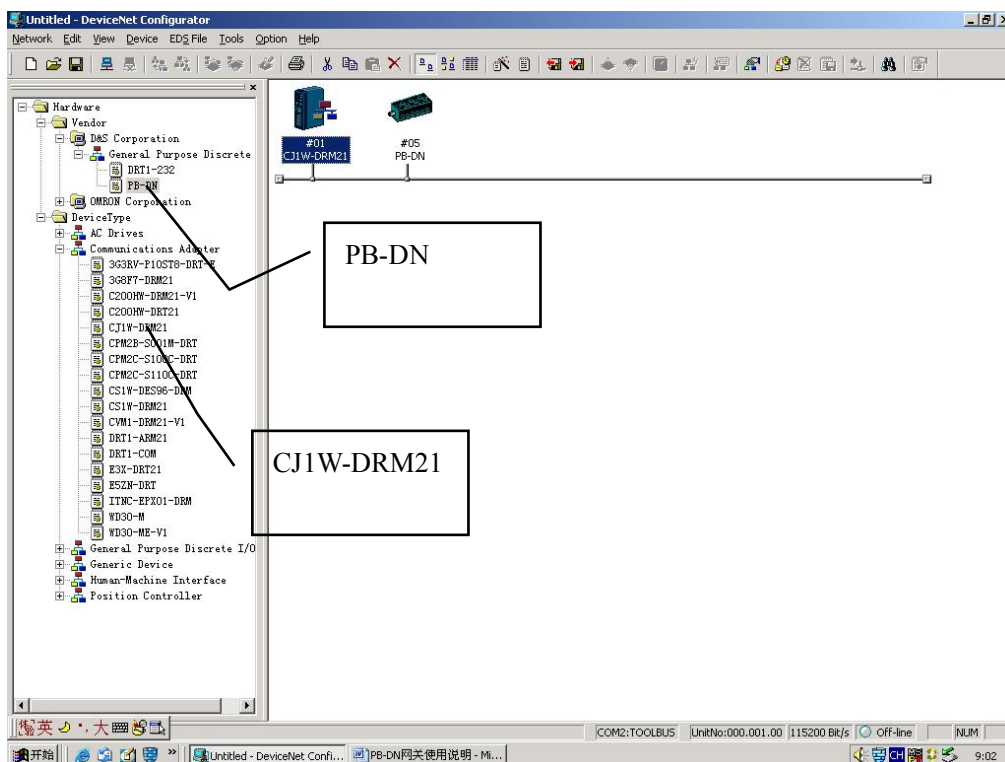 Untitled - DeviceNet Configurator
Network Edit View Device EDS File Tools Option Help
Hardware
Vendor
D&S Corporation
General Purpose Discrete
DRT1-232
PB-DN
OMRON Corporation
DeviceType
AC Drives
Communications Adapter
3G3RV-P10ST8-DRT-E
3G8F7-DRM21
C200HW-DRM21-V1
C200HW-DRT21
CJ1W-DRM21
CPM2B-S001M-DRT
CPM2C-S100C-DRT
CPM2C-S110C-DRT
CS1W-DES96-DRM
CS1W-DRM21
CVM1-DRM21-V1
DRT1-ARM21
DRT1-COM
E3X-DRT21
E5ZN-DRT
ITNC-EPX01-DRM
WD30-M
WD30-ME-V1
General Purpose Discrete I/O
Generic Device
Human-Machine Interface
Position Controller
#01
CJ1W-DRM21
#05
PB-DN
PB-DN
CJ1W-DRM21
英 大
COM2:TOOLBUS UnitNo:000.001.00 115200 Bit/s Off-line NUM
开始 Untitled - DeviceNet Confi... PB-DN网关使用说明 - Mi... CH 9:02